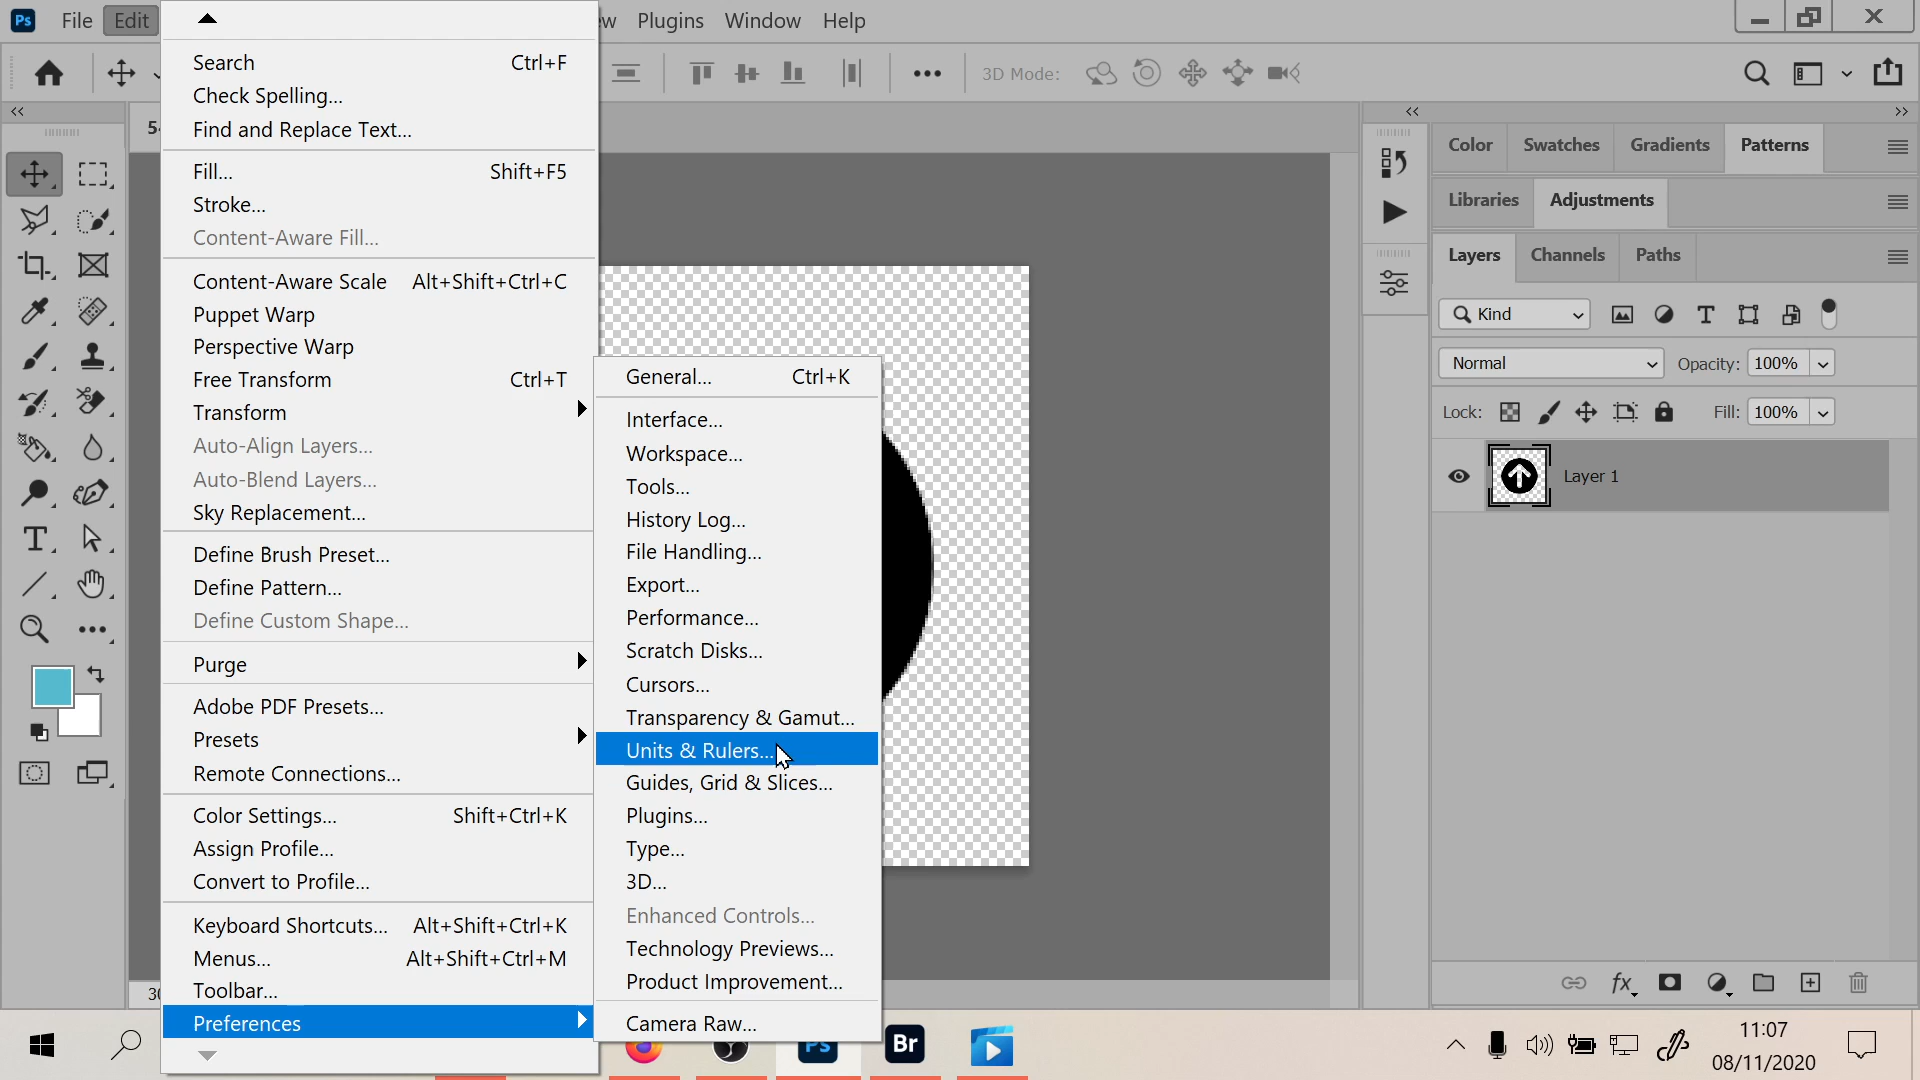 Ps File Edit ew Plugins Window Help
3D Mode:
54
Search Ctrl+F
Check Spelling...
Find and Replace Text...
Fill... Shift+F5
Stroke...
Content-Aware Fill...
Content-Aware Scale Alt+Shift+Ctrl+C
Puppet Warp
Perspective Warp
Free Transform Ctrl+T
Transform
Auto-Align Layers...
Auto-Blend Layers...
Sky Replacement...
Define Brush Preset...
Define Pattern...
Define Custom Shape...
Purge
Adobe PDF Presets...
Presets
Remote Connections...
Color Settings... Shift+Ctrl+K
Assign Profile...
Convert to Profile...
Keyboard Shortcuts... Alt+Shift+Ctrl+K
Menus... Alt+Shift+Ctrl+M
Toolbar...
Preferences
General... Ctrl+K
Interface...
Workspace...
Tools...
History Log...
File Handling...
Export...
Performance...
Scratch Disks...
Cursors...
Transparency & Gamut...
Units & Rulers...
Guides, Grid & Slices...
Plugins...
Type...
3D...
Enhanced Controls...
Technology Previews...
Product Improvement...
Camera Raw...
Color Swatches Gradients Patterns
Libraries Adjustments
Layers Channels Paths
Kind
Normal Opacity: 100%
Lock: Fill: 100%
Layer 1
fx
30
Ps Br
11:07
08/11/2020